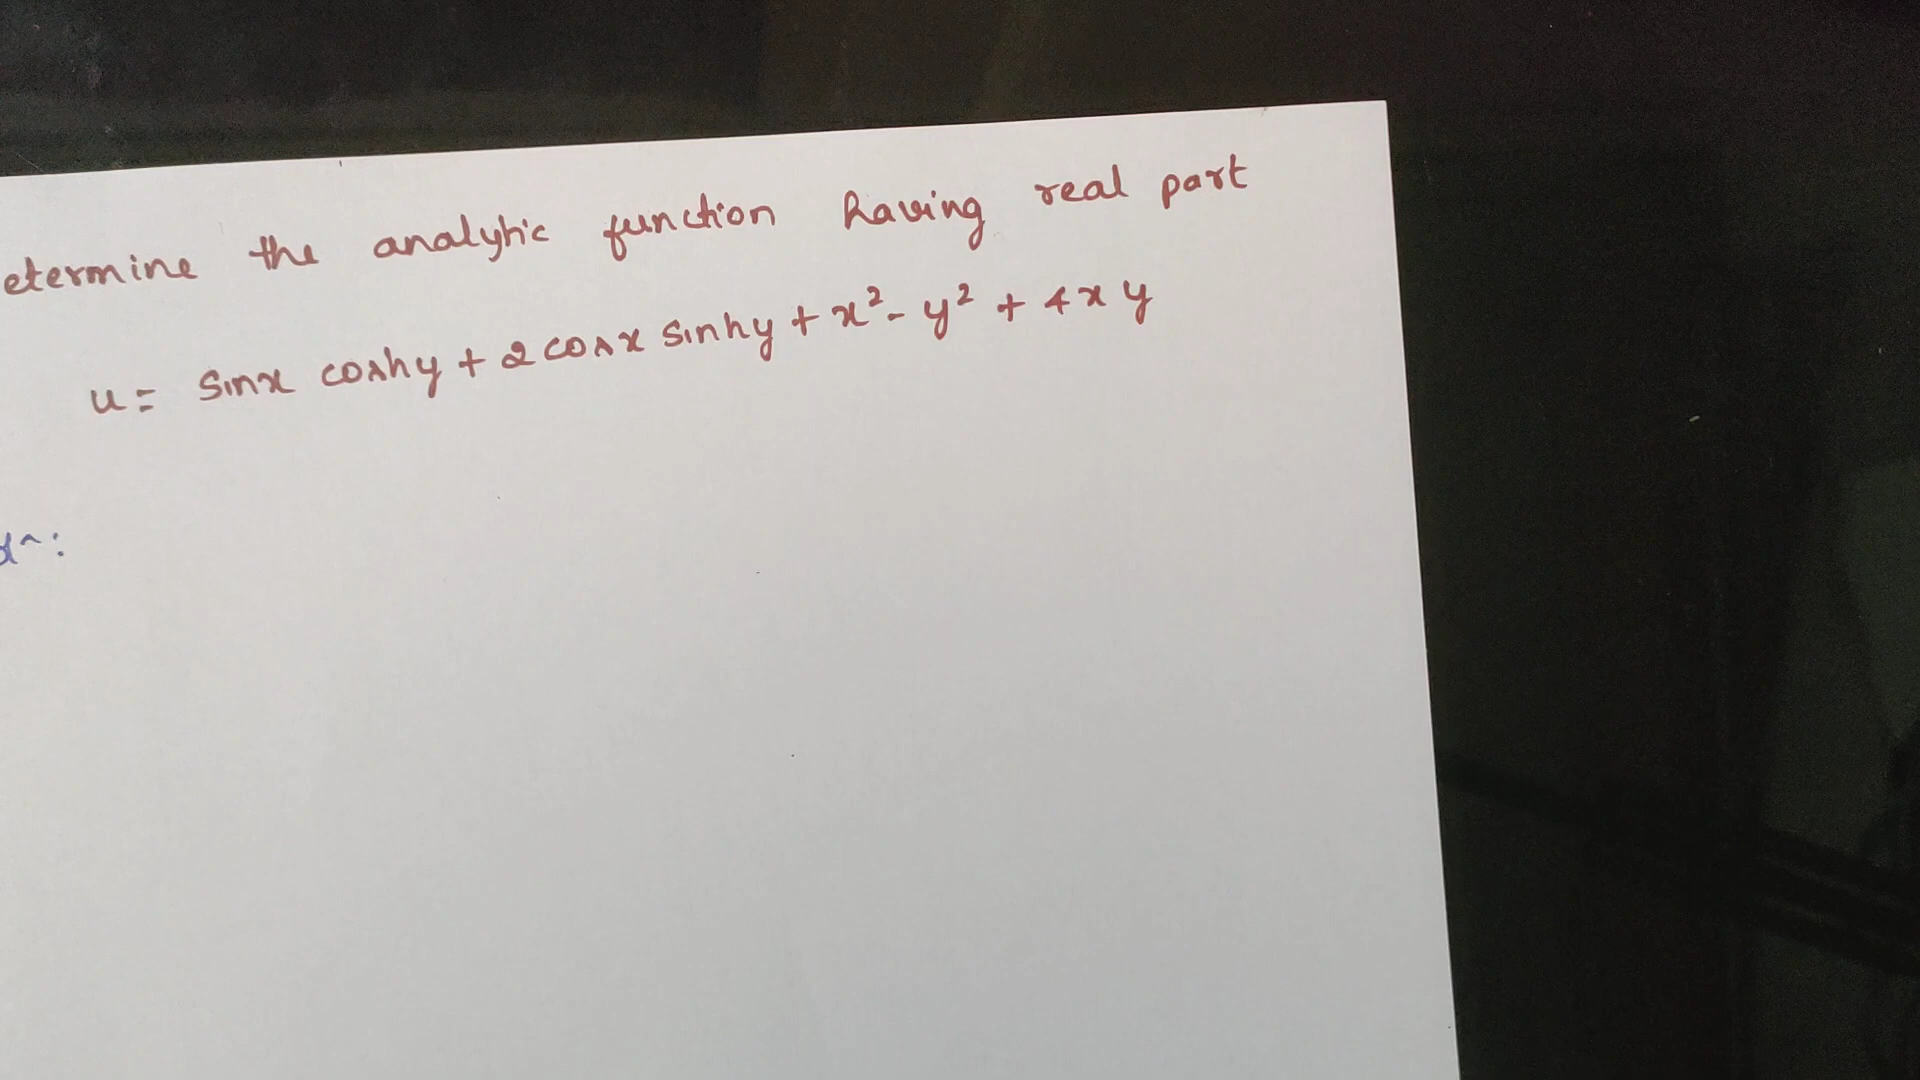 etermine the analytic function having real part
u = sinx coshy + 2 cosx sinhy + x² - y² + 4xy